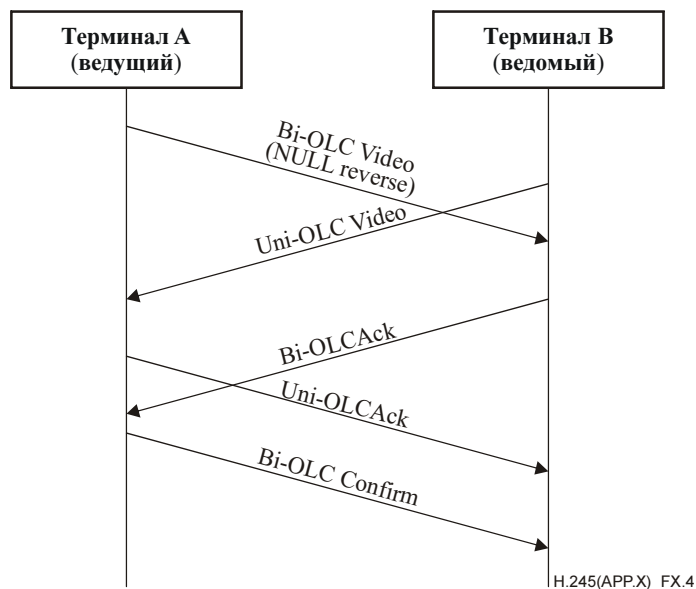 Терминал A
(ведущий)
Терминал B
(ведомый)
Bi-OLC Video
(NULL reverse)
Uni-OLC Video
Bi-OLCAck
Uni-OLCAck
Bi-OLC Confirm
H.245(APP.X)_FX.4